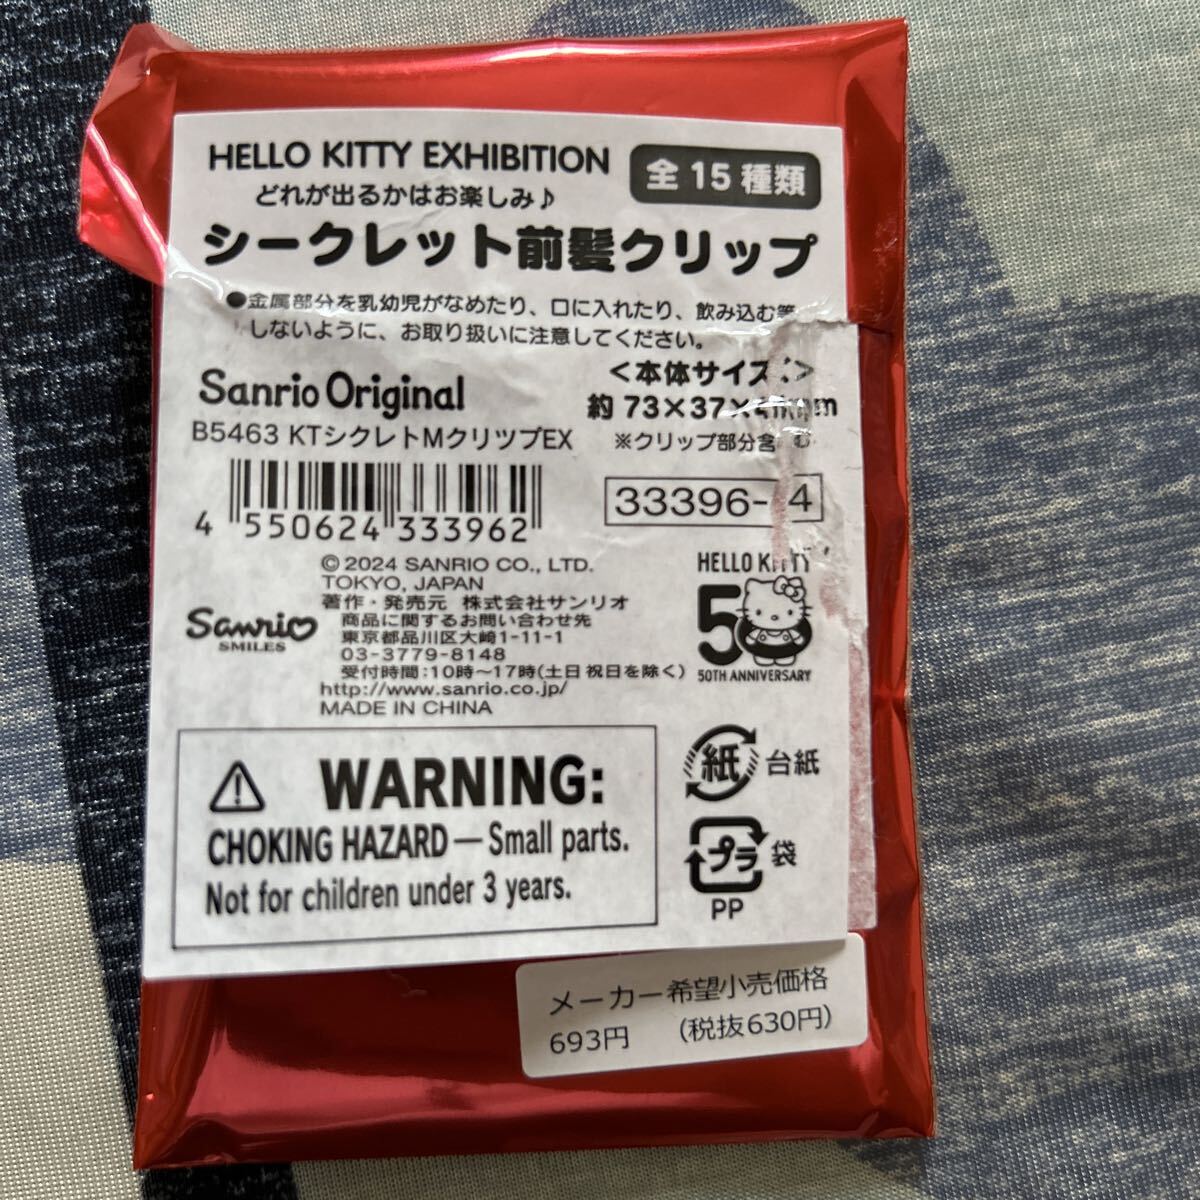 HELLO KITTY EXHIBITION
全15種類
どれが出るかはお楽しみ♪
シークレット前髪クリップ
●金属部分を乳幼児がなめたり、口に入れたり、飲み込む等
しないように、お取り扱いに注意してください。
Sanrio Original
<本体サイズ>
約 73×37×
B5463 KTシクレトMクリツプEX
※クリップ部分含む
4 550624 333962
33396- 4
© 2024 SANRIO CO., LTD.
TOKYO, JAPAN
著作・発売元 株式会社サンリオ
商品に関するお問い合わせ先
東京都品川区大崎1-11-1
03-3779-8148
受付時間:10時~17時(土日祝日を除く)
http://www.sanrio.co.jp/
MADE IN CHINA
Sanrio
SMILES
HELLO KITTY
50
50TH ANNIVERSARY
WARNING:
CHOKING HAZARD — Small parts.
Not for children under 3 years.
紙 台紙
プラ 袋
PP
メーカー希望小売価格
693円 (税抜630円)